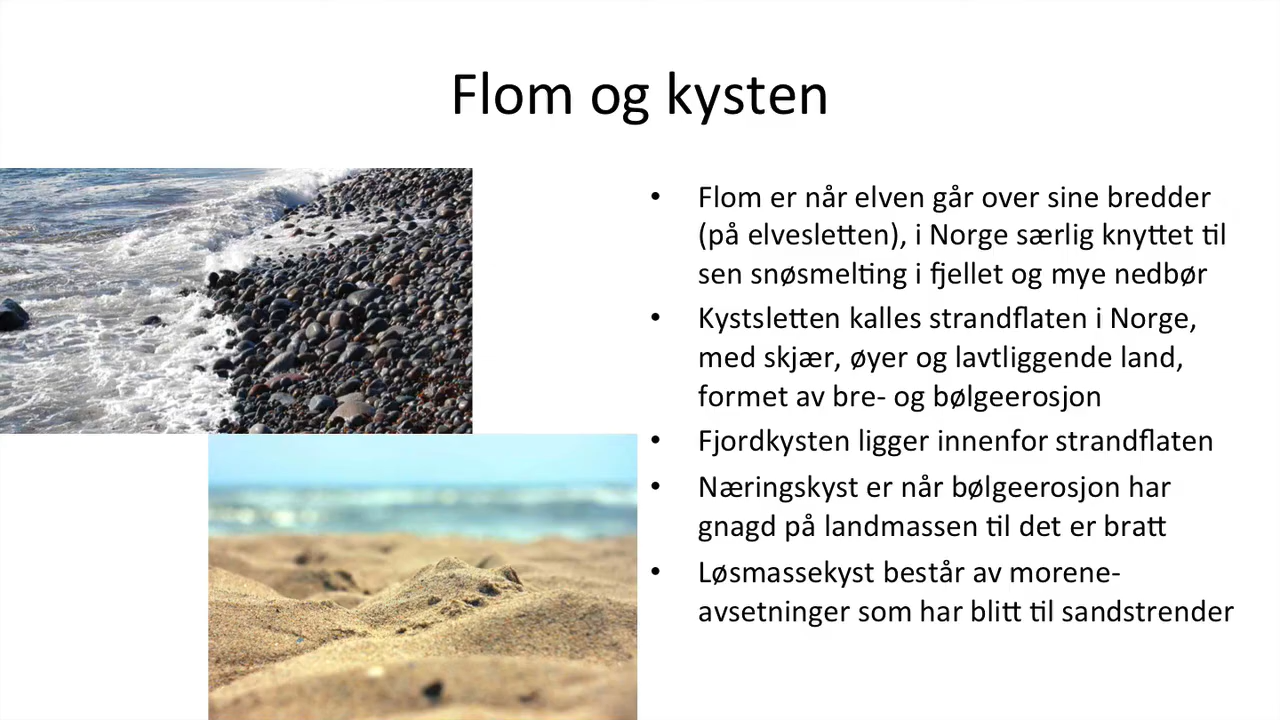 Flom og kysten
• Flom er når elven går over sine bredder
(på elvesletten), i Norge særlig knyttet til
sen snøsmelting i fjellet og mye nedbør
• Kystsletten kalles strandflaten i Norge,
med skjær, øyer og lavtliggende land,
formet av bre- og bølgeerosjon
• Fjordkysten ligger innenfor strandflaten
• Næringskyst er når bølgeerosjon har
gnagd på landmassen til det er bratt
• Løsmassekyst består av morene-
avsetninger som har blitt til sandstrender